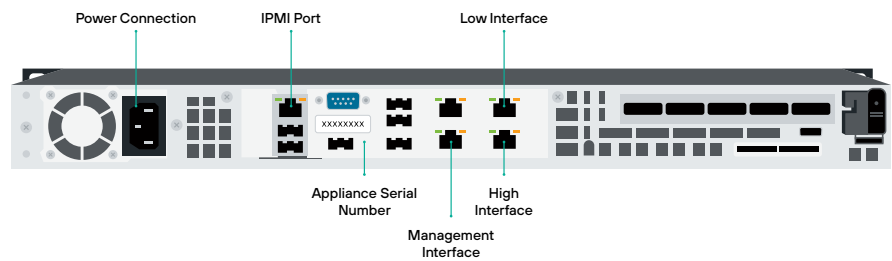 Power Connection
IPMI Port
Low Interface
XXXXXXXX
Appliance Serial
Number
High
Interface
Management
Interface